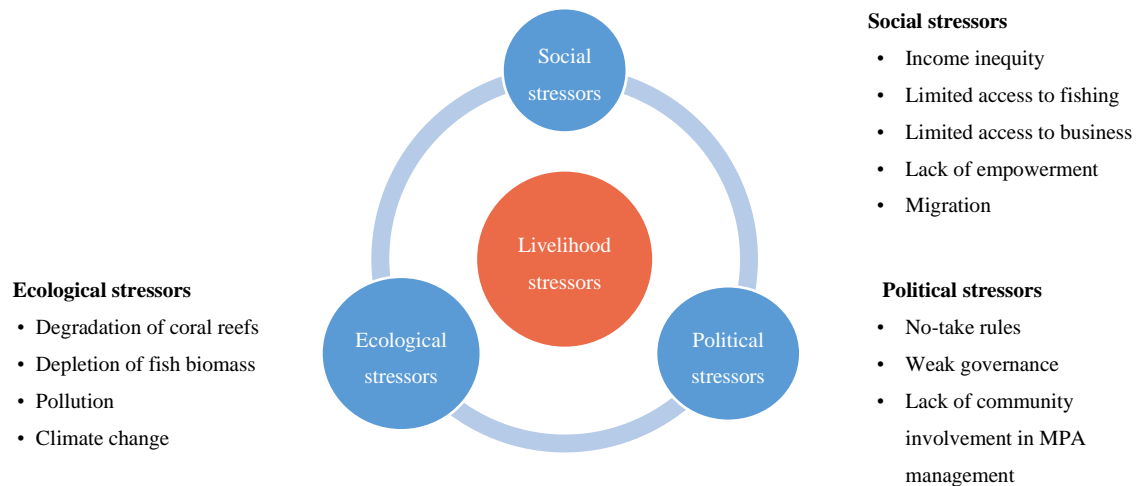 Social
stressors
Livelihood
stressors
Ecological
stressors
Political
stressors
Social stressors
• Income inequity
• Limited access to fishing
• Limited access to business
• Lack of empowerment
• Migration
Ecological stressors
• Degradation of coral reefs
• Depletion of fish biomass
• Pollution
• Climate change
Political stressors
• No-take rules
• Weak governance
• Lack of community
involvement in MPA
management